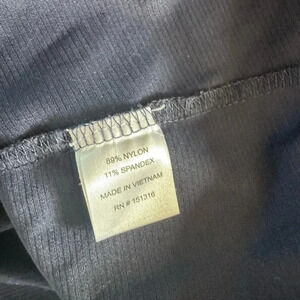 89% NYLON
11% SPANDEX
MADE IN VIETNAM
RN # 151316